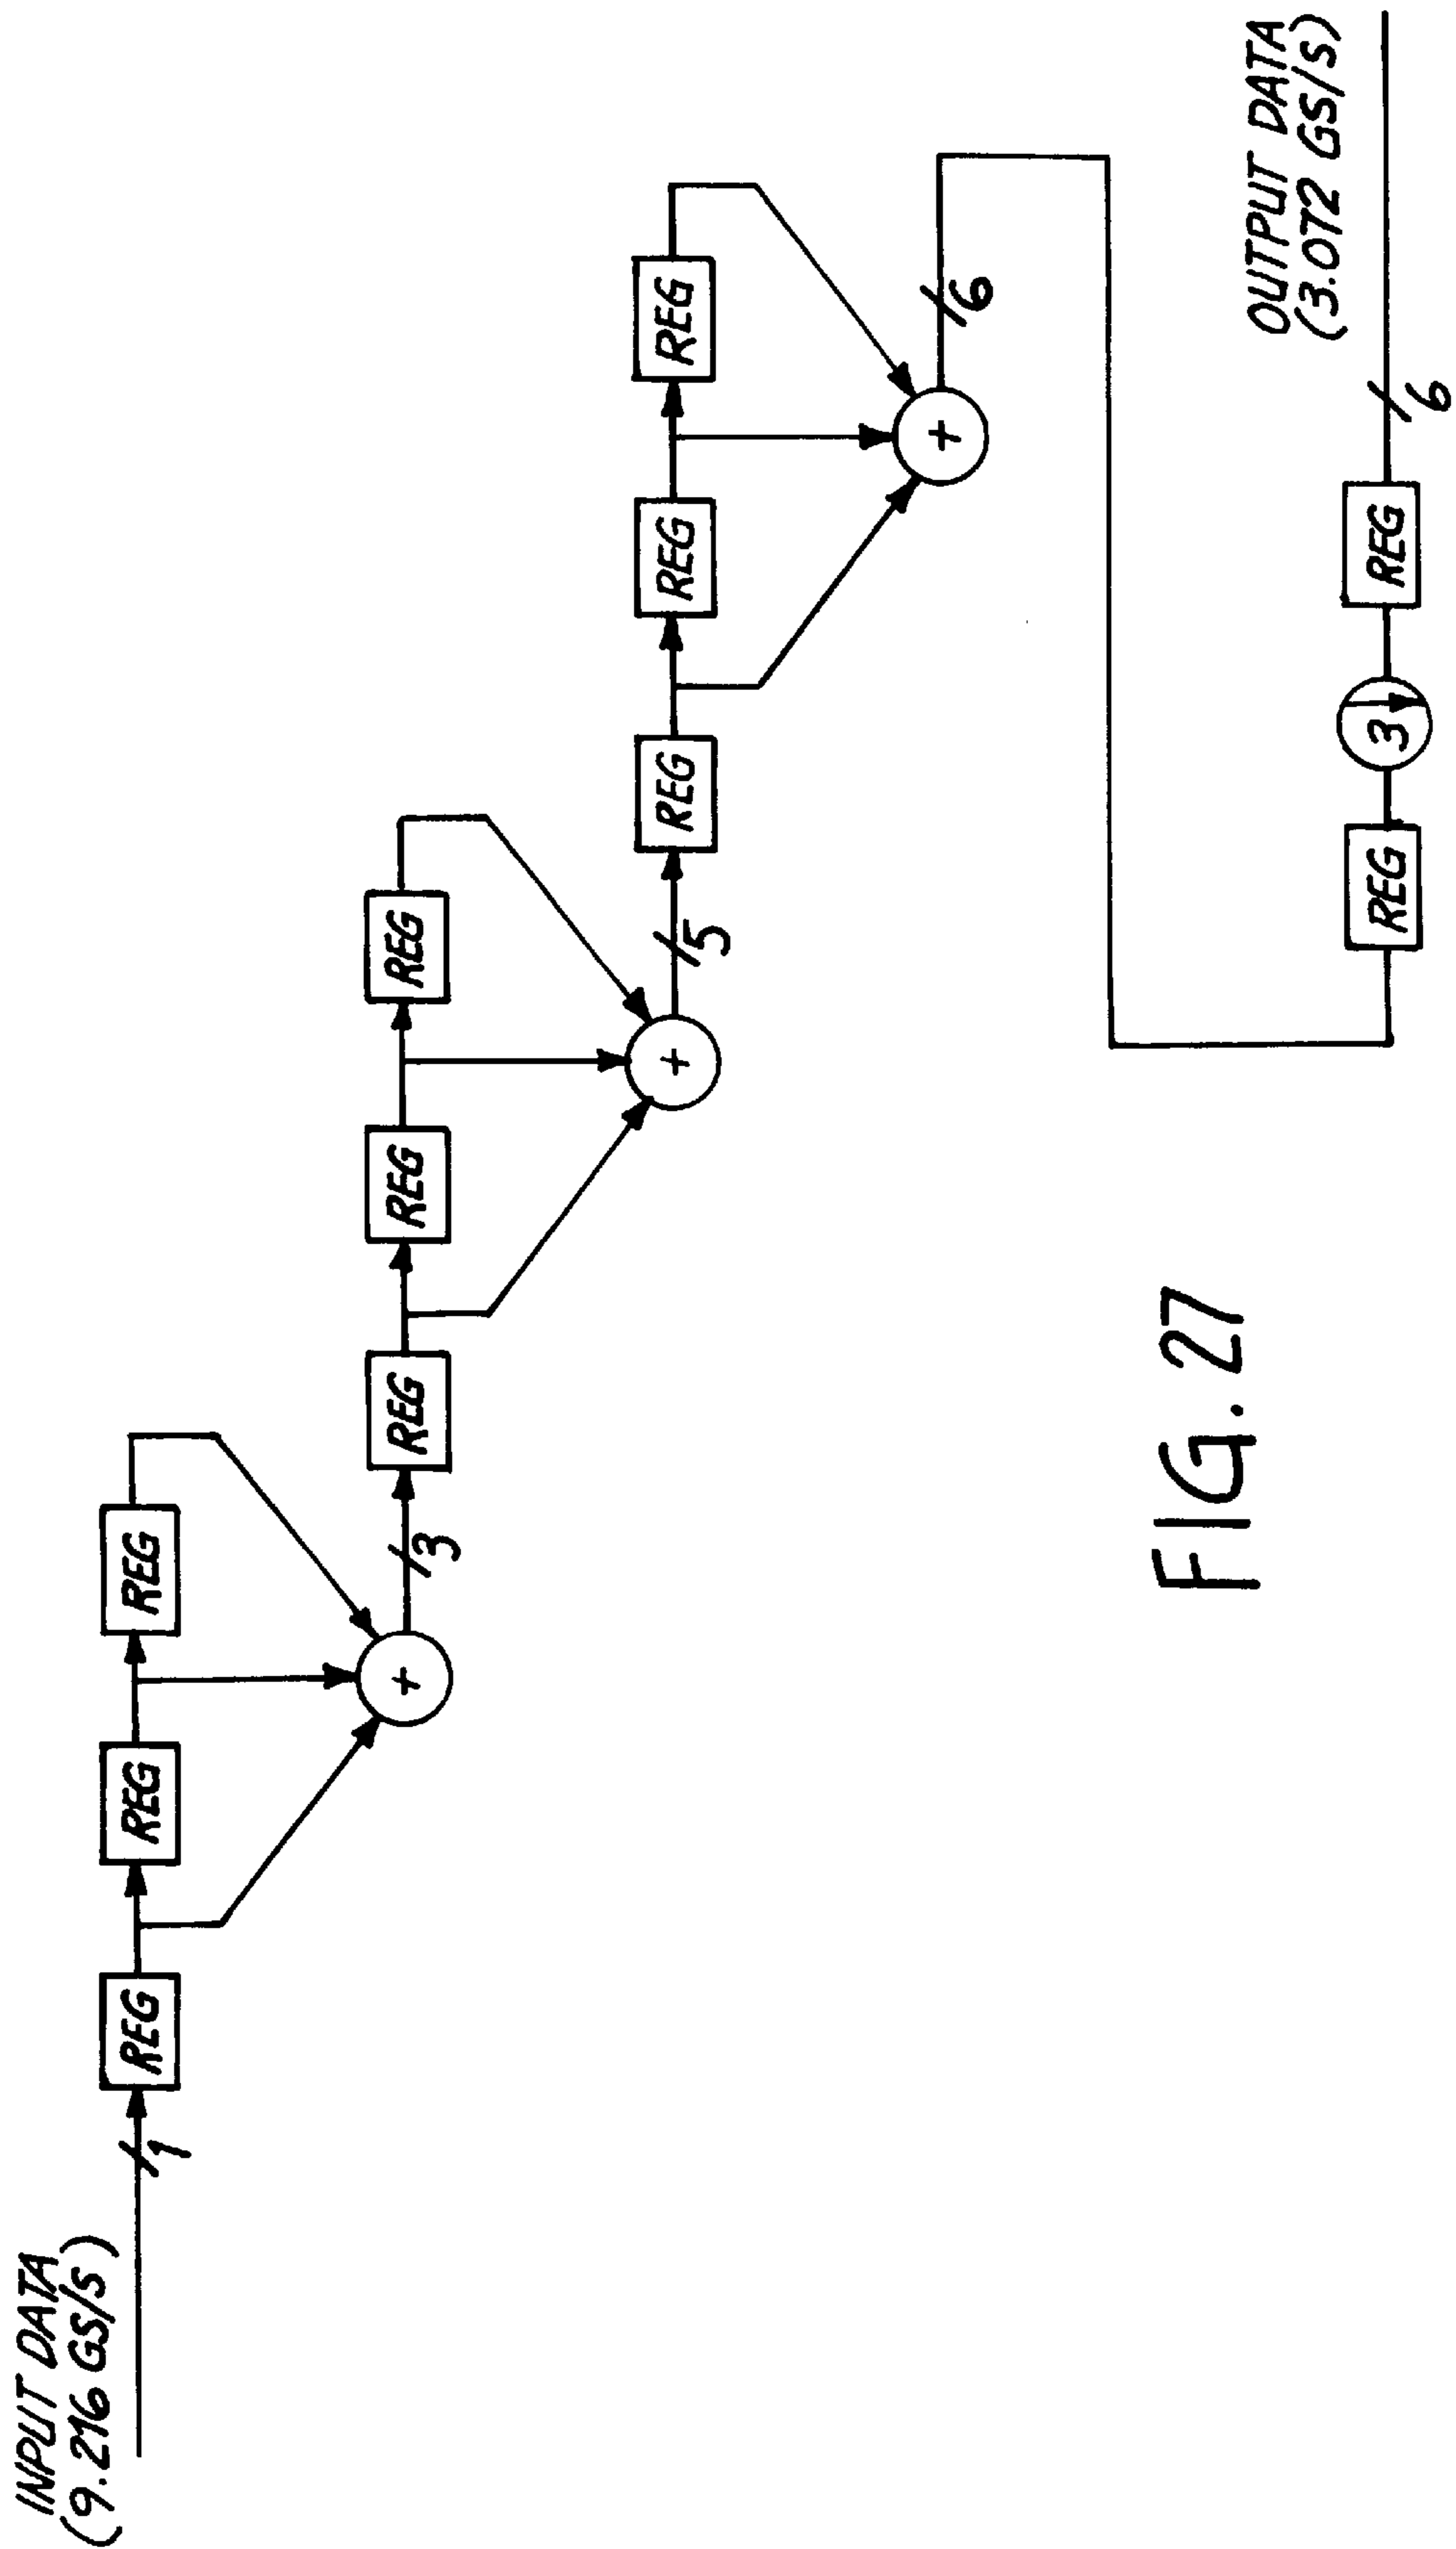 INPUT DATA
(9.216 GS/S)
1
REG
REG
REG
+
3
REG
REG
REG
+
5
REG
REG
REG
+
6
REG
3
REG
6
OUTPUT DATA
(3.072 GS/S)
FIG. 27